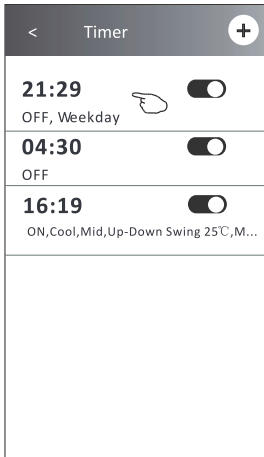 < Timer +
21:29
OFF, Weekday
04:30
OFF
16:19
ON,Cool,Mid,Up-Down Swing 25℃,M...